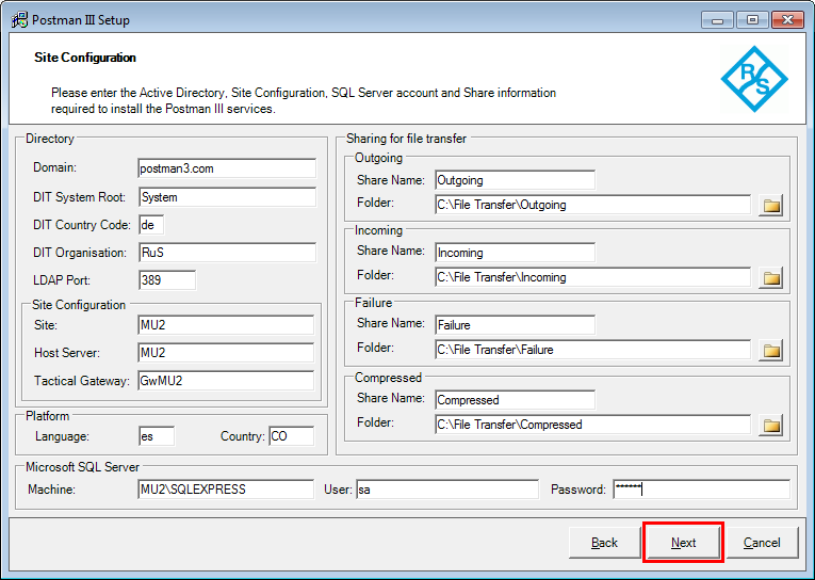 Postman III Setup
Site Configuration
Please enter the Active Directory, Site Configuration, SQL Server account and Share information
required to install the Postman III services.
R S
Directory
Domain: postman3.com
DIT System Root: System
DIT Country Code: de
DIT Organisation: RuS
LDAP Port: 389
Site Configuration
Site: MU2
Host Server: MU2
Tactical Gateway: GwMU2
Platform
Language: es Country: CO
Sharing for file transfer
Outgoing
Share Name: Outgoing
Folder: C:\File Transfer\Outgoing
Incoming
Share Name: Incoming
Folder: C:\File Transfer\Incoming
Failure
Share Name: Failure
Folder: C:\File Transfer\Failure
Compressed
Share Name: Compressed
Folder: C:\File Transfer\Compressed
Microsoft SQL Server
Machine: MU2\SQLEXPRESS User: sa Password: ******
Back Next Cancel